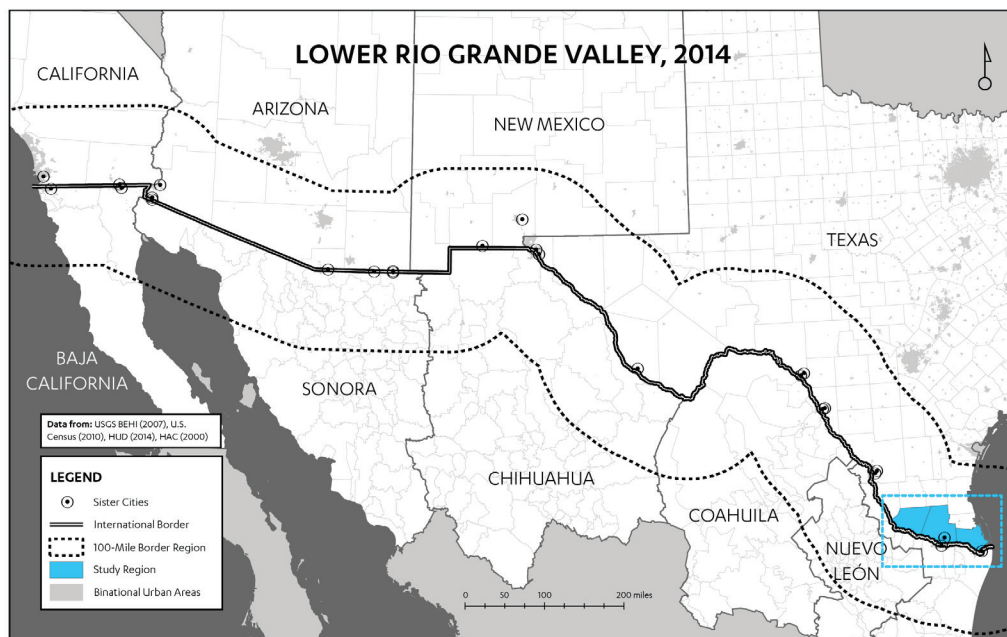 LOWER RIO GRANDE VALLEY, 2014
CALIFORNIA
ARIZONA
NEW MEXICO
TEXAS
BAJA
CALIFORNIA
SONORA
CHIHUAHUA
COAHUILA
NUEVO
LEÓN
Data from: USGS BEHI (2007), U.S.
Census (2010), HUD (2014), HAC (2000)
LEGEND
Sister Cities
International Border
100-Mile Border Region
Study Region
Binational Urban Areas
0 50 100 200 miles